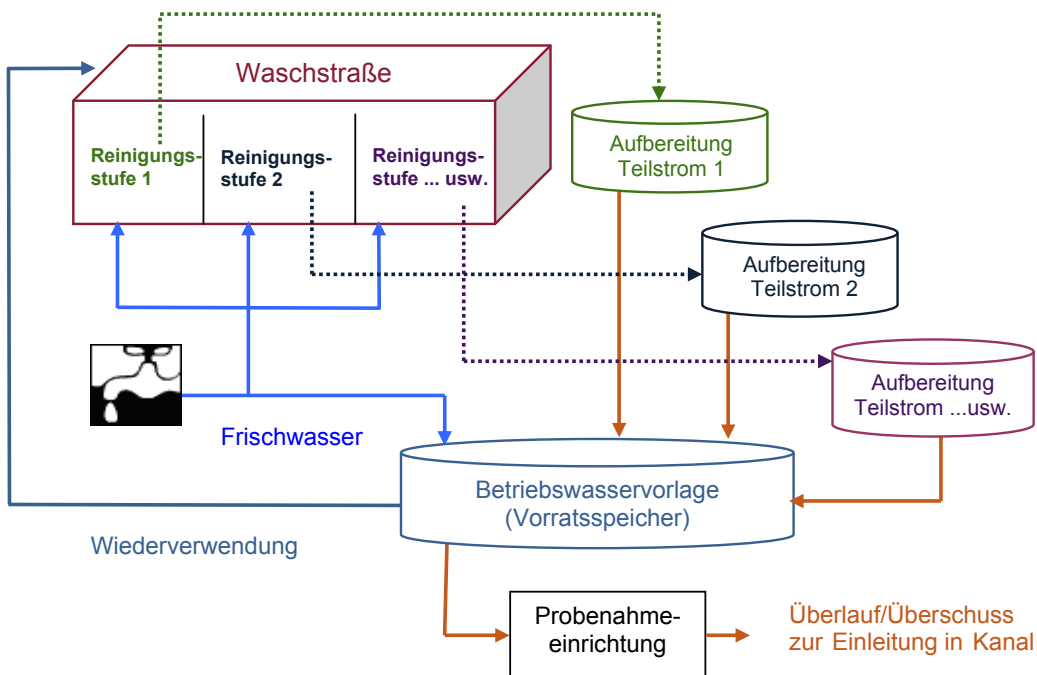 Waschstraße
Reinigungs-
stufe 1
Reinigungs-
stufe 2
Reinigungs-
stufe ... usw.
Aufbereitung
Teilstrom 1
Aufbereitung
Teilstrom 2
Aufbereitung
Teilstrom ...usw.
Frischwasser
Betriebswasservorlage
(Vorratsspeicher)
Wiederverwendung
Probenahme-
einrichtung
Überlauf/Überschuss
zur Einleitung in Kanal